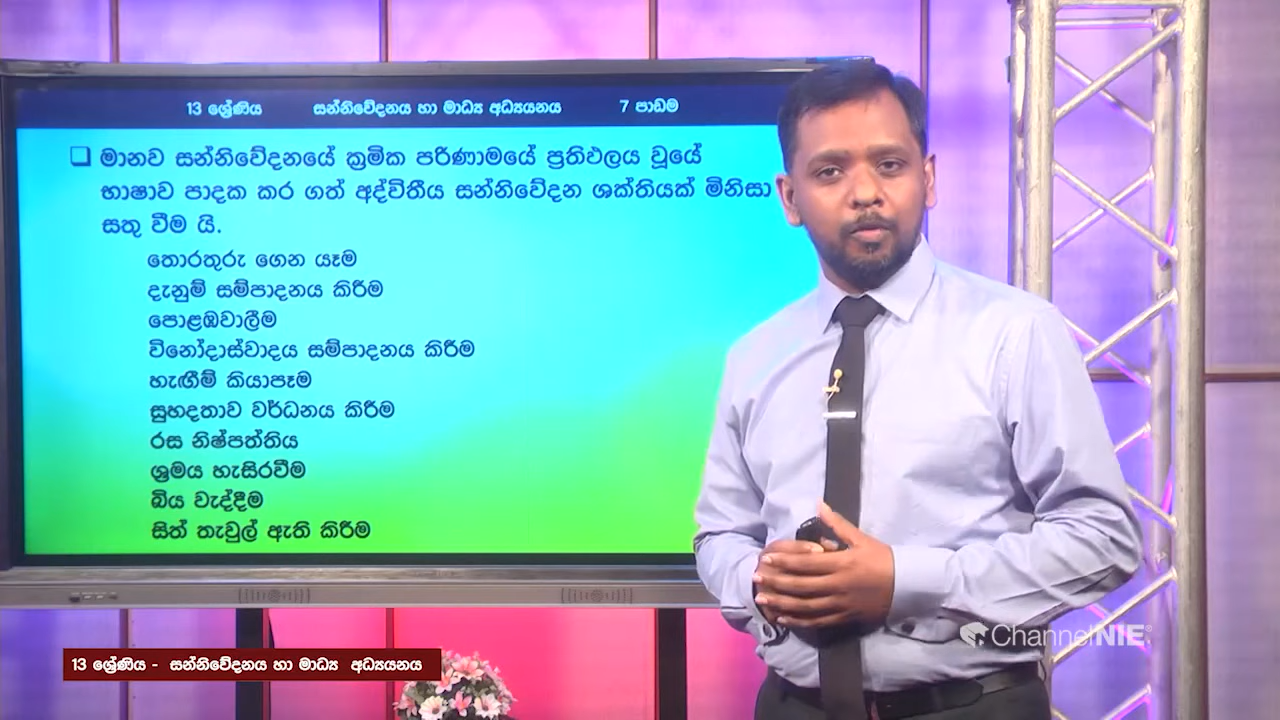 13 ශ්‍රේණිය සන්නිවේදනය හා මාධ්‍ය අධ්‍යයනය 7 පාඩම
මානව සන්නිවේදනයේ ක්‍රමික පරිණාමයේ ප්‍රතිඵලය වූයේ
භාෂාව පාදක කර ගත් අද්විතීය සන්නිවේදන ශක්තියක් මිනිසා
සතු වීම යි.
තොරතුරු ගෙන යෑම
දැනුම් සම්පාදනය කිරීම
පොළඹවාලීම
විනෝදාස්වාදය සම්පාදනය කිරීම
හැඟීම් කියාපෑම
සුහදතාව වර්ධනය කිරීම
රස නිෂ්පත්තිය
ශ්‍රමය හැසිරවීම
බිය වැද්දීම
සිත් තැවුල් ඇති කිරීම
ChannelNIE
13 ශ්‍රේණිය - සන්නිවේදනය හා මාධ්‍ය අධ්‍යයනය